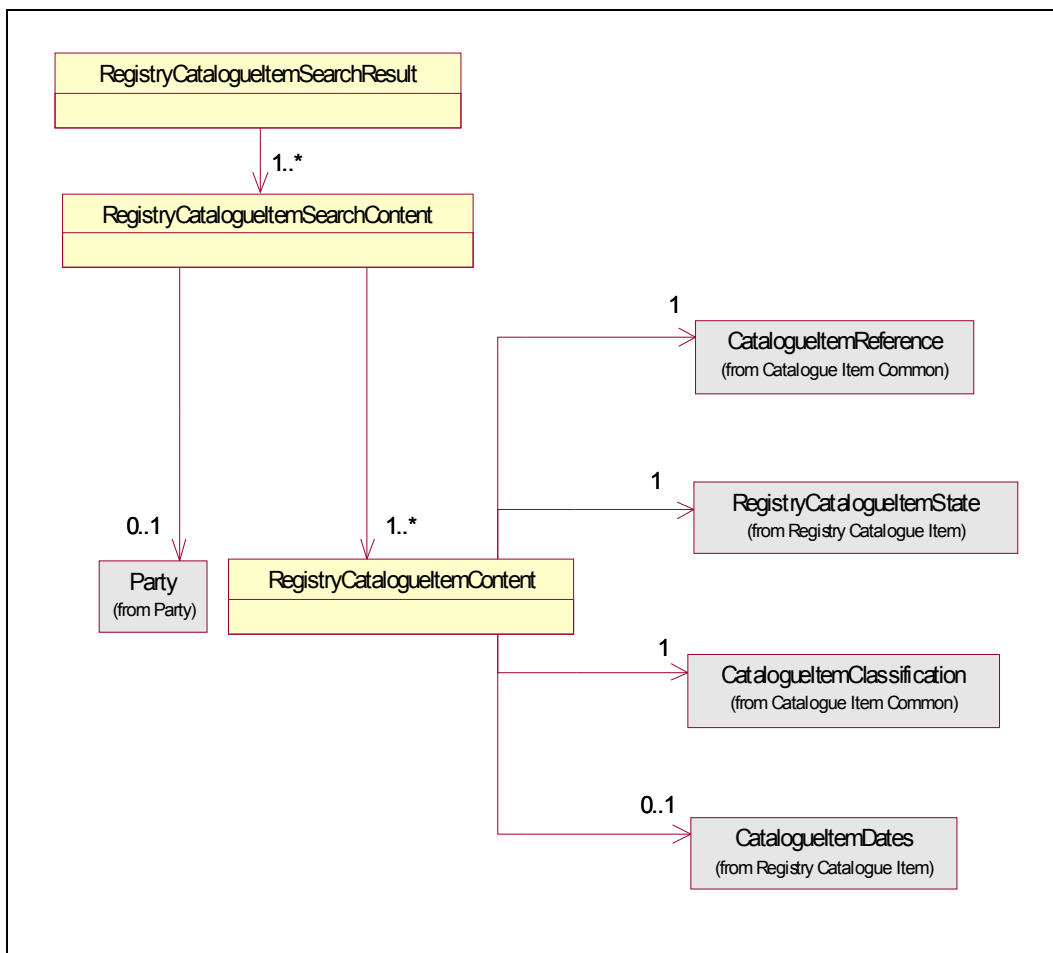 RegistryCatalogueItemSearchResult
1..*
RegistryCatalogueItemSearchContent
1
CatalogueItemReference
(from Catalogue Item Common)
1
RegistryCatalogueItemState
(from Registry Catalogue Item)
0..1
1..*
Party
(from Party)
RegistryCatalogueItemContent
1
CatalogueItemClassification
(from Catalogue Item Common)
0..1
CatalogueItemDates
(from Registry Catalogue Item)